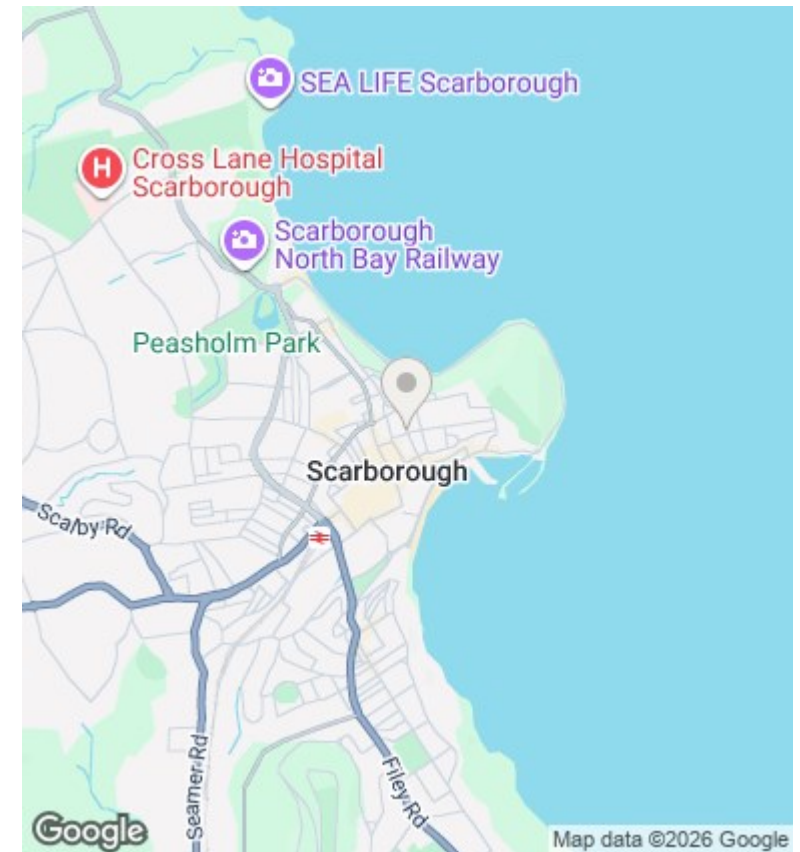 SEA LIFE Scarborough
H
Cross Lane Hospital
Scarborough
Scarborough
North Bay Railway
Peasholm Park
Scarborough
Scalby Rd
Seamer Rd
Filey Rd
Google
Map data ©2026 Google